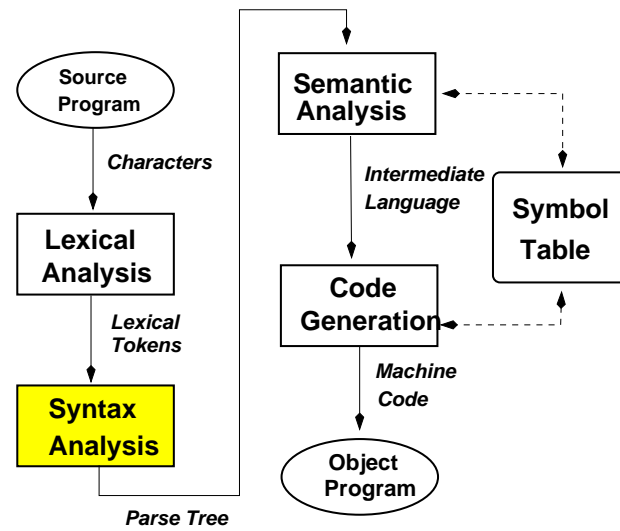 Source
Program
Characters
Lexical
Analysis
Lexical
Tokens
Syntax
Analysis
Parse Tree
Semantic
Analysis
Intermediate
Language
Symbol
Table
Code
Generation
Machine
Code
Object
Program